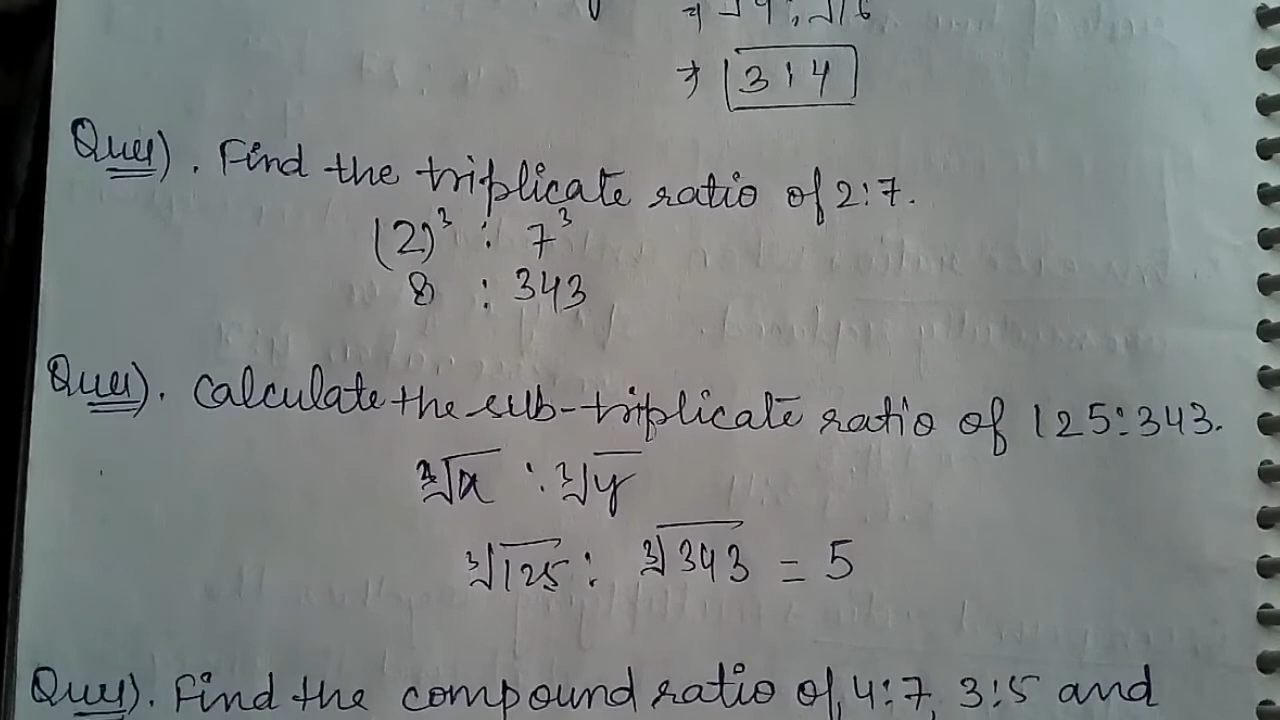 ⇒ √9 : √16
⇒ 3 : 4
Ques). Find the triplicate ratio of 2:7.
(2)³ : 7³
8 : 343
Ques). Calculate the sub-triplicate ratio of 125:343.
∛x : ∛y
∛125 : ∛343 = 5
Ques). Find the compound ratio of, 4:7, 3:5 and